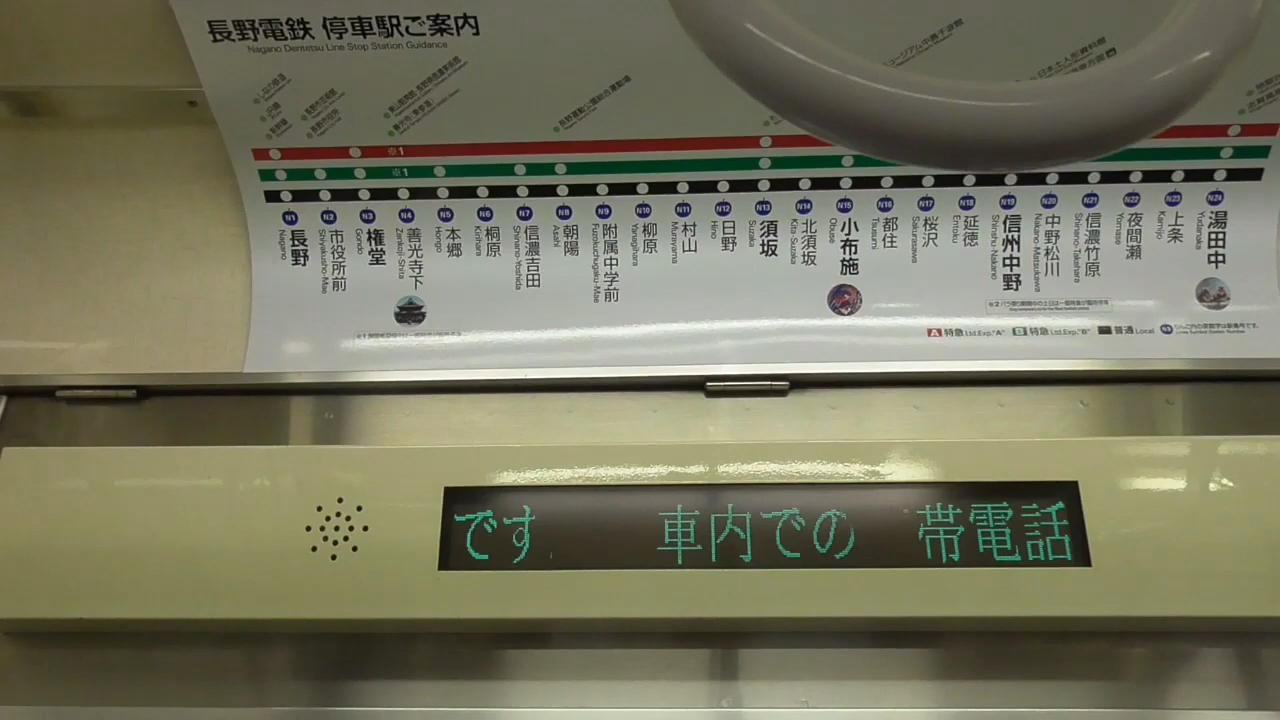 長野電鉄 停車駅ご案内
Nagano Dentetsu Line Stop Station Guidance
※1
※1
N1 長野 Nagano
N2 市役所前 Shiyakusho-Mae
N3 権堂 Gondo
N4 善光寺下 Zenkoji-Shita
N5 本郷 Hongo
N6 桐原 Kirihara
N7 信濃吉田 Shinano-Yoshida
N8 朝陽 Asahi
N9 附属中学前 Fuzokuchugaku-Mae
N10 柳原 Yanagihara
N11 村山 Murayama
N12 日野 Hino
N13 須坂 Suzaka
N14 北須坂 Kita-Suzaka
N15 小布施 Obuse
N16 都住 Tsusumi
N17 桜沢 Sakurasawa
N18 延徳 Entoku
N19 信州中野 Shinshu-Nakano
N20 中野松川 Nakano-Matsukawa
N21 信濃竹原 Shinano-Takehara
N22 夜間瀬 Yomase
N23 上条 Kamijo
N24 湯田中 Yudanaka
A 特急 Ltd.Exp."A" B 特急 Ltd.Exp."B" 普通 Local
です 車内での 帯電話